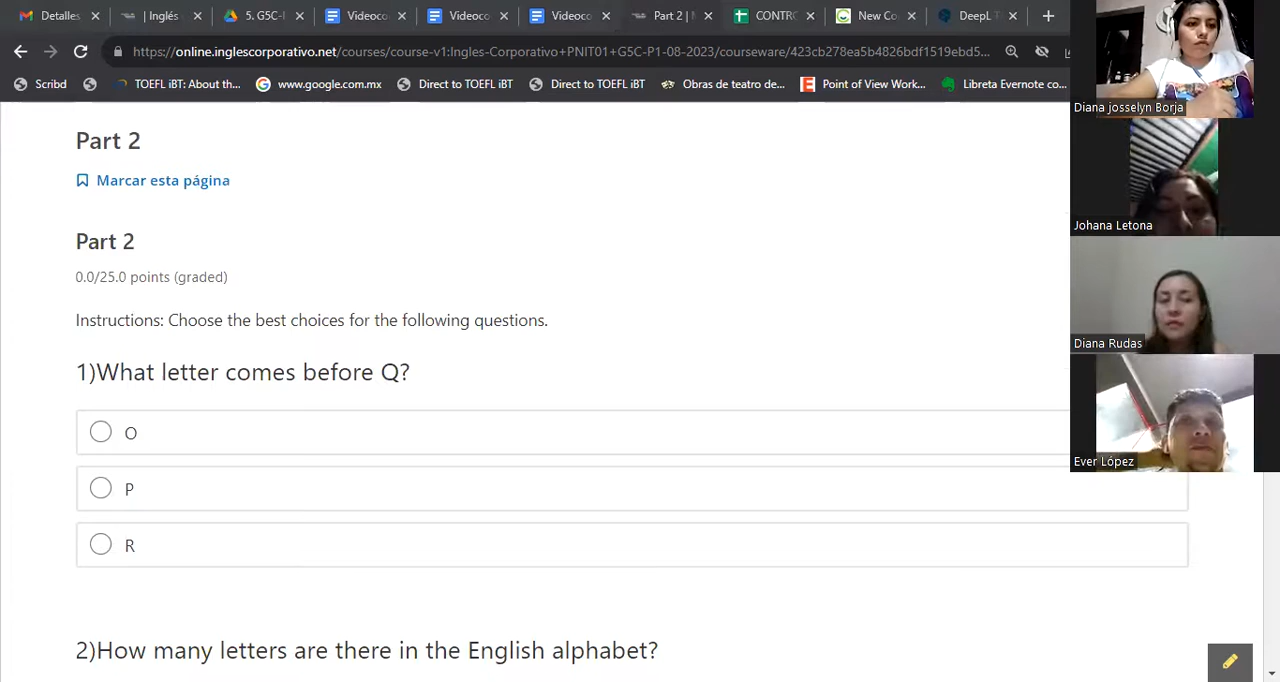 Detalles
| Inglés
5. G5C-I
Videoco
Videoco
Videoco
Part 2 |
CONTRO
New Co
DeepL T
https://online.inglescorporativo.net/courses/course-v1:Ingles-Corporativo+PNIT01+G5C-P1-08-2023/courseware/423cb278ea5b4826bdf1519ebd5...
Scribd
TOEFL iBT: About th...
www.google.com.mx
Direct to TOEFL iBT
Direct to TOEFL iBT
Obras de teatro de...
Point of View Work...
Libreta Evernote co...
Diana josselyn Borja
Johana Letona
Diana Rudas
Ever López
Part 2
Marcar esta página
Part 2
0.0/25.0 points (graded)
Instructions: Choose the best choices for the following questions.
1)What letter comes before Q?
O
P
R
2)How many letters are there in the English alphabet?